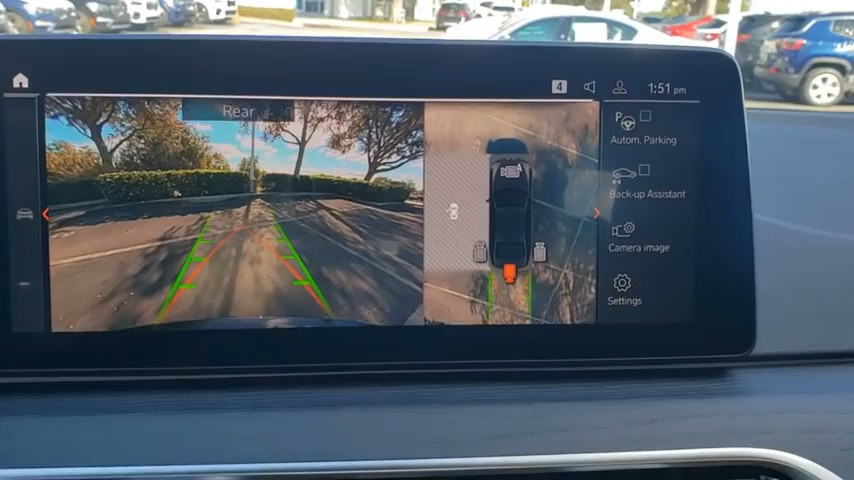 4
1:51 pm
Rear
P
Autom. Parking
Back-up Assistant
Camera image
Settings